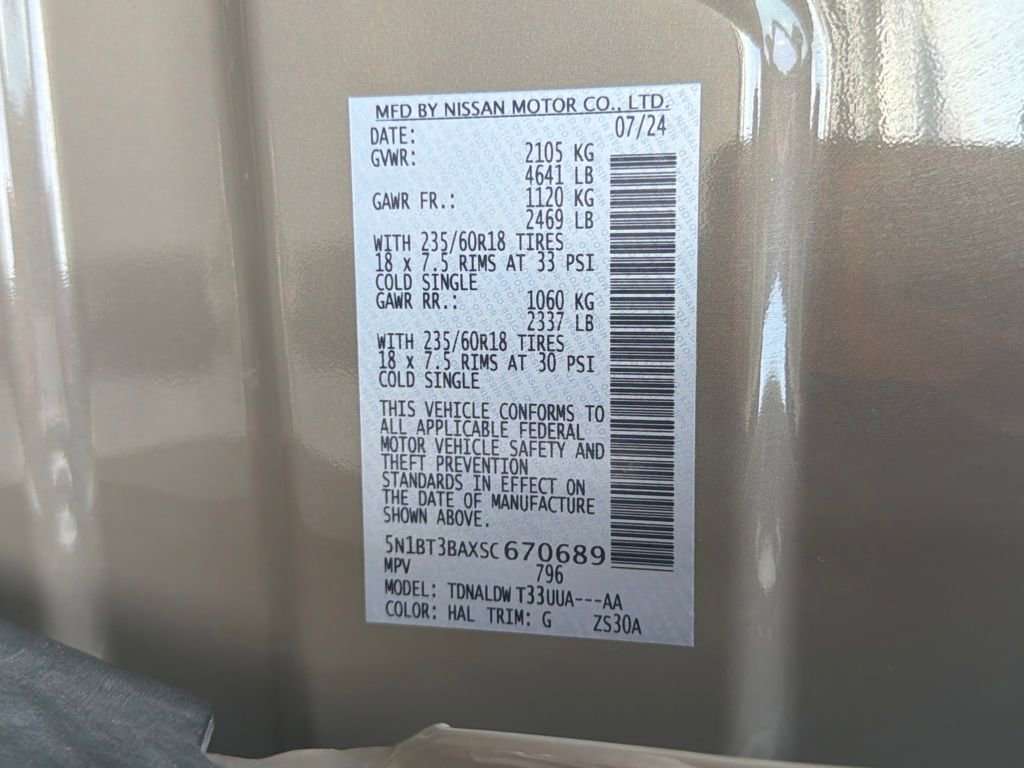 MFD BY NISSAN MOTOR CO., LTD.
DATE: 07/24
GVWR: 2105 KG
4641 LB
GAWR FR.: 1120 KG
2469 LB
WITH 235/60R18 TIRES
18 x 7.5 RIMS AT 33 PSI
COLD SINGLE
GAWR RR.: 1060 KG
2337 LB
WITH 235/60R18 TIRES
18 x 7.5 RIMS AT 30 PSI
COLD SINGLE
THIS VEHICLE CONFORMS TO
ALL APPLICABLE FEDERAL
MOTOR VEHICLE SAFETY AND
THEFT PREVENTION
STANDARDS IN EFFECT ON
THE DATE OF MANUFACTURE
SHOWN ABOVE.
5N1BT3BAXSC 670689
MPV 796
MODEL: TDNALDW T33UUA---AA
COLOR: HAL TRIM: G ZS30A